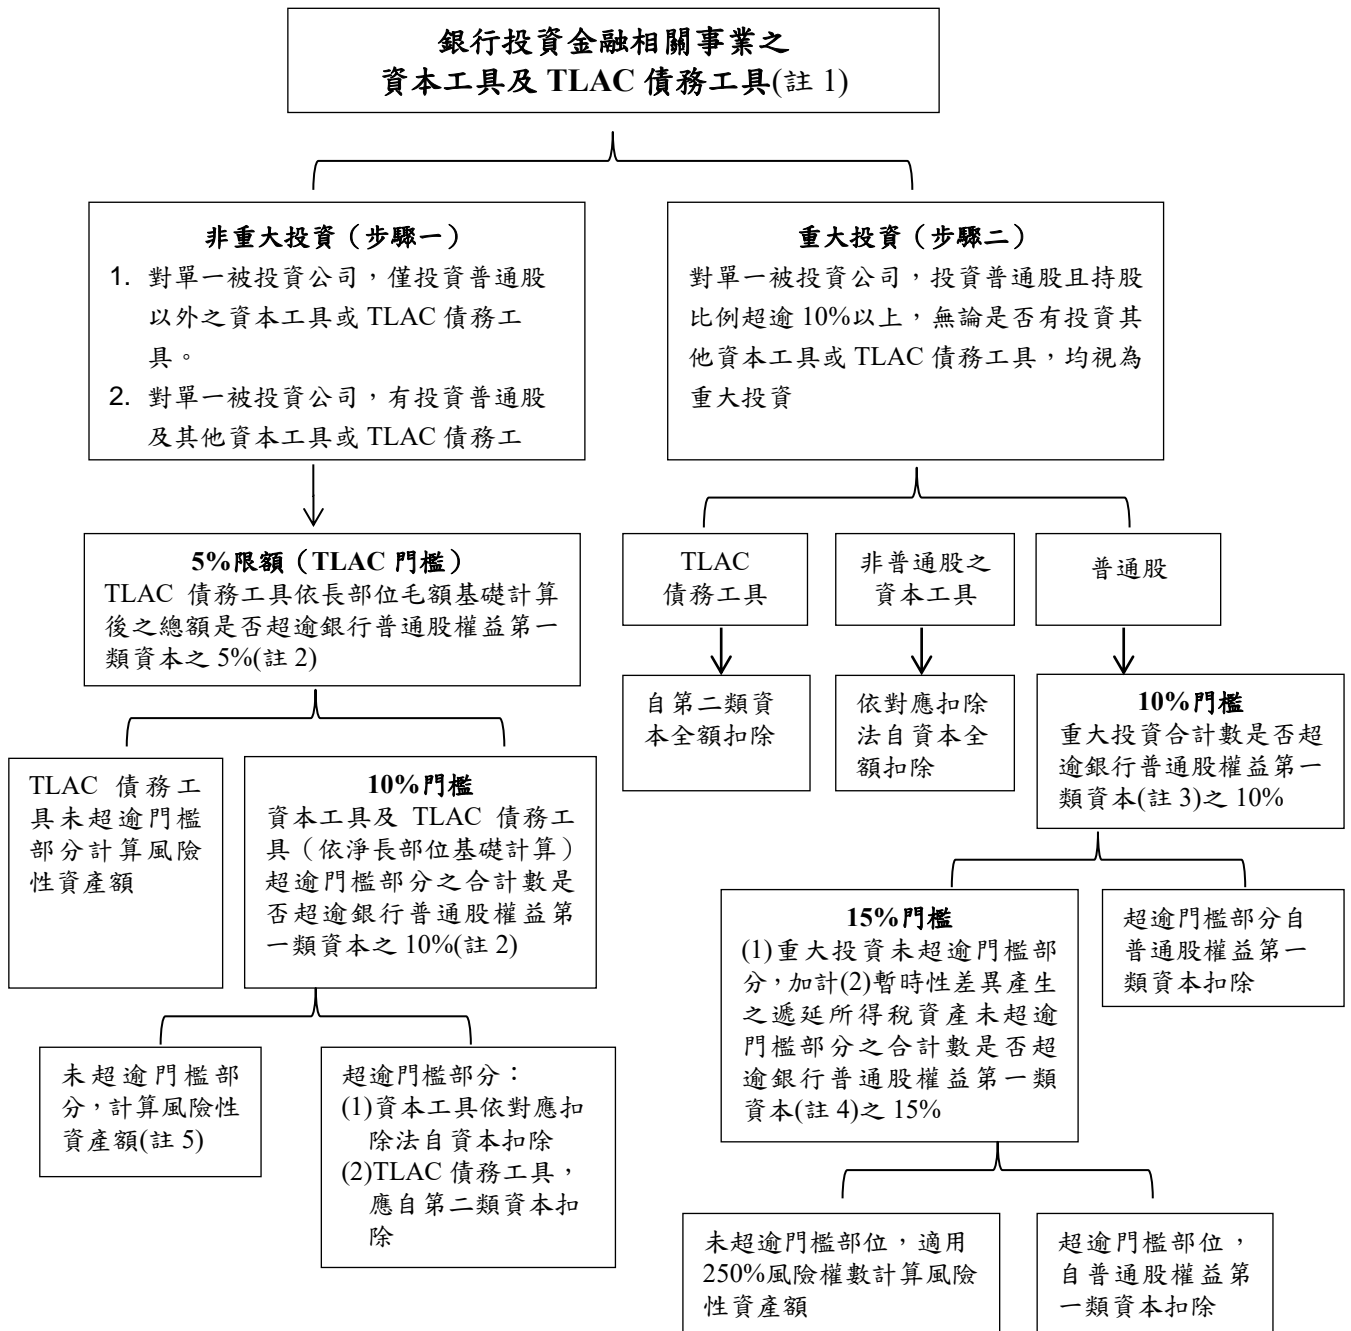 銀行投資金融相關事業之
資本工具及 TLAC 債務工具(註 1)
非重大投資（步驟一）
1. 對單一被投資公司，僅投資普通股
以外之資本工具或 TLAC 債務工
具。
2. 對單一被投資公司，有投資普通股
及其他資本工具或 TLAC 債務工
重大投資（步驟二）
對單一被投資公司，投資普通股且持股
比例超逾 10%以上，無論是否有投資其
他資本工具或 TLAC 債務工具，均視為
重大投資
5%限額（TLAC 門檻）
TLAC 債務工具依長部位毛額基礎計算
後之總額是否超逾銀行普通股權益第一
類資本之 5%(註 2)
TLAC
債務工具
非普通股之
資本工具
普通股
自第二類資
本全額扣除
依對應扣除
法自資本全
額扣除
10%門檻
重大投資合計數是否超
逾銀行普通股權益第一
類資本(註 3)之 10%
TLAC 債務工
具未超逾門檻
部分計算風險
性資產額
10%門檻
資本工具及 TLAC 債務工
具（依淨長部位基礎計算）
超逾門檻部分之合計數是
否超逾銀行普通股權益第
一類資本之 10%(註 2)
15%門檻
(1)重大投資未超逾門檻部
分，加計(2)暫時性差異產生
之遞延所得稅資產未超逾
門檻部分之合計數是否超
逾銀行普通股權益第一類
資本(註 4)之 15%
超逾門檻部分自
普通股權益第一
類資本扣除
未超逾門檻部
分，計算風險性
資產額(註 5)
超逾門檻部分：
(1)資本工具依對應扣
除法自資本扣除
(2)TLAC 債務工具，
應自第二類資本扣
除
未超逾門檻部位，適用
250%風險權數計算風險
性資產額
超逾門檻部位，
自普通股權益第
一類資本扣除